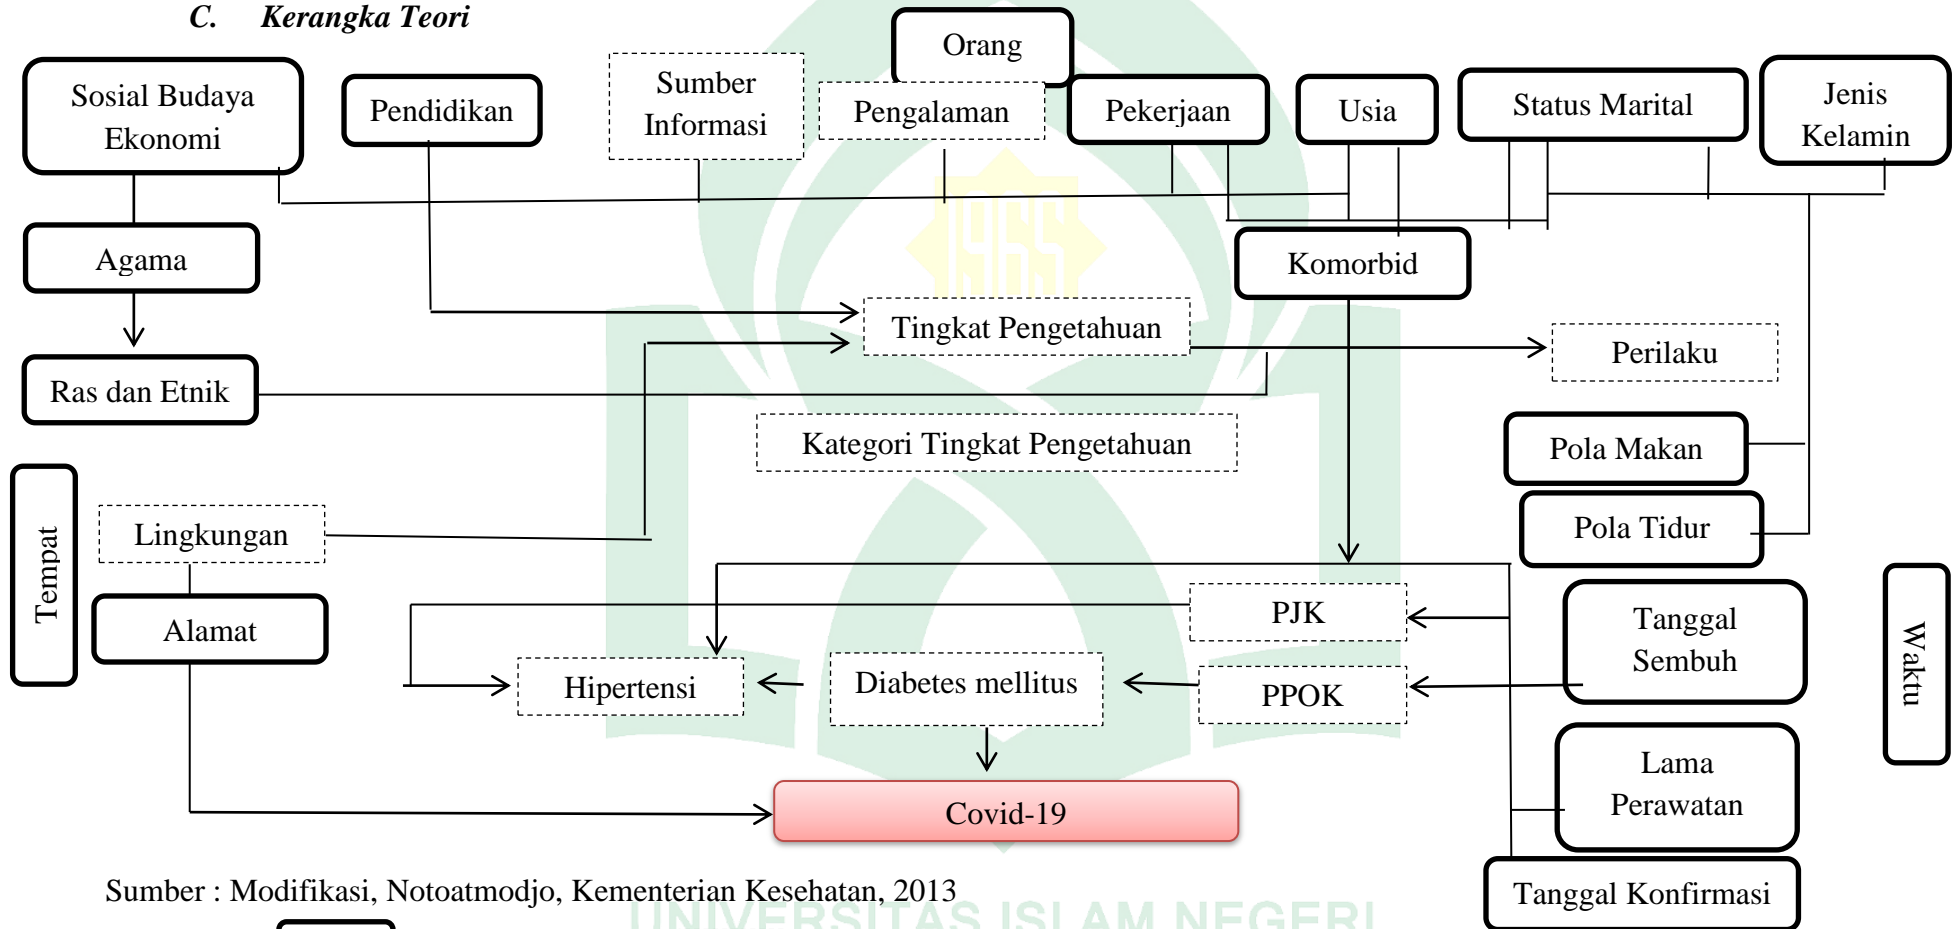 C. Kerangka Teori
Orang
Sosial Budaya
Ekonomi
Pendidikan
Sumber
Informasi
Pengalaman
Pekerjaan
Usia
Status Marital
Jenis
Kelamin
Agama
Komorbid
Tingkat Pengetahuan
Perilaku
Ras dan Etnik
Kategori Tingkat Pengetahuan
Pola Makan
Tempat
Lingkungan
Pola Tidur
Alamat
PJK
Tanggal
Sembuh
Waktu
Hipertensi
Diabetes mellitus
PPOK
Lama
Perawatan
Covid-19
Sumber : Modifikasi, Notoatmodjo, Kementerian Kesehatan, 2013
Tanggal Konfirmasi
UNIVERSITAS ISLAM NEGERI